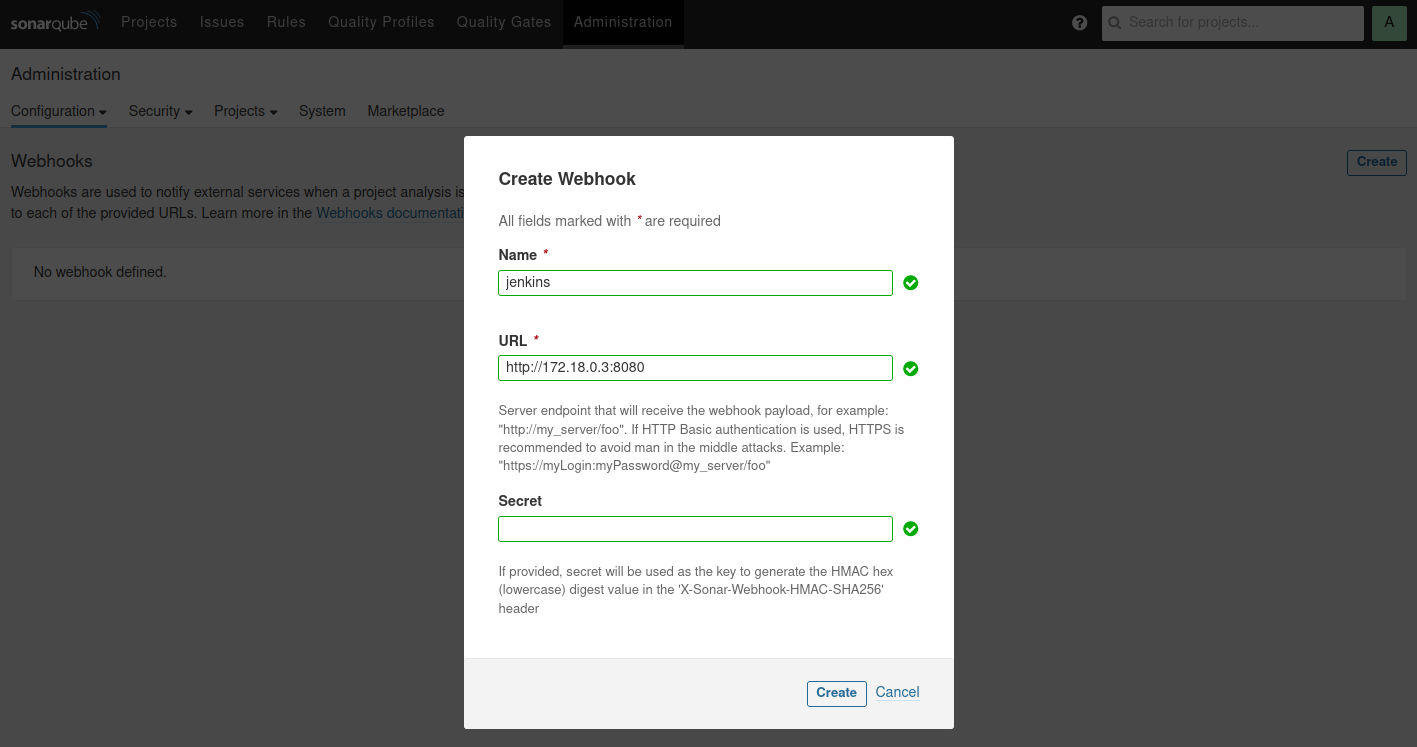 sonarqube Projects Issues Rules Quality Profiles Quality Gates Administration ? Search for projects... A
Administration
Configuration Security Projects System Marketplace
Webhooks
Create
Webhooks are used to notify external services when a project analysis is
to each of the provided URLs. Learn more in the Webhooks documentati
No webhook defined.
Create Webhook
All fields marked with * are required
Name *
jenkins
URL *
http://172.18.0.3:8080
Server endpoint that will receive the webhook payload, for example:
"http://my_server/foo". If HTTP Basic authentication is used, HTTPS is
recommended to avoid man in the middle attacks. Example:
"https://myLogin:myPassword@my_server/foo"
Secret
If provided, secret will be used as the key to generate the HMAC hex
(lowercase) digest value in the 'X-Sonar-Webhook-HMAC-SHA256'
header
Create Cancel